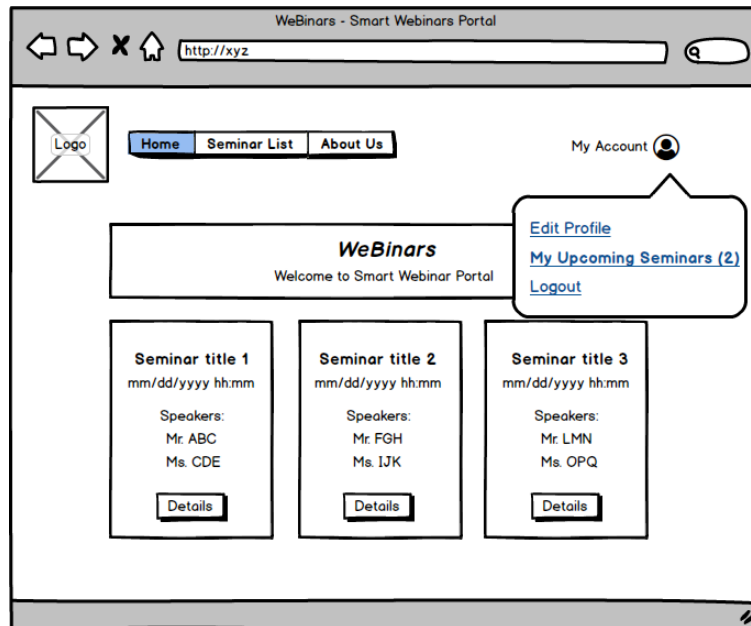 WeBinars - Smart Webinars Portal
http://xyz
Logo
Home Seminar List About Us
My Account
Edit Profile
My Upcoming Seminars (2)
Logout
WeBinars
Welcome to Smart Webinar Portal
Seminar title 1
mm/dd/yyyy hh:mm
Speakers:
Mr. ABC
Ms. CDE
Details
Seminar title 2
mm/dd/yyyy hh:mm
Speakers:
Mr. FGH
Ms. IJK
Details
Seminar title 3
mm/dd/yyyy hh:mm
Speakers:
Mr. LMN
Ms. OPQ
Details